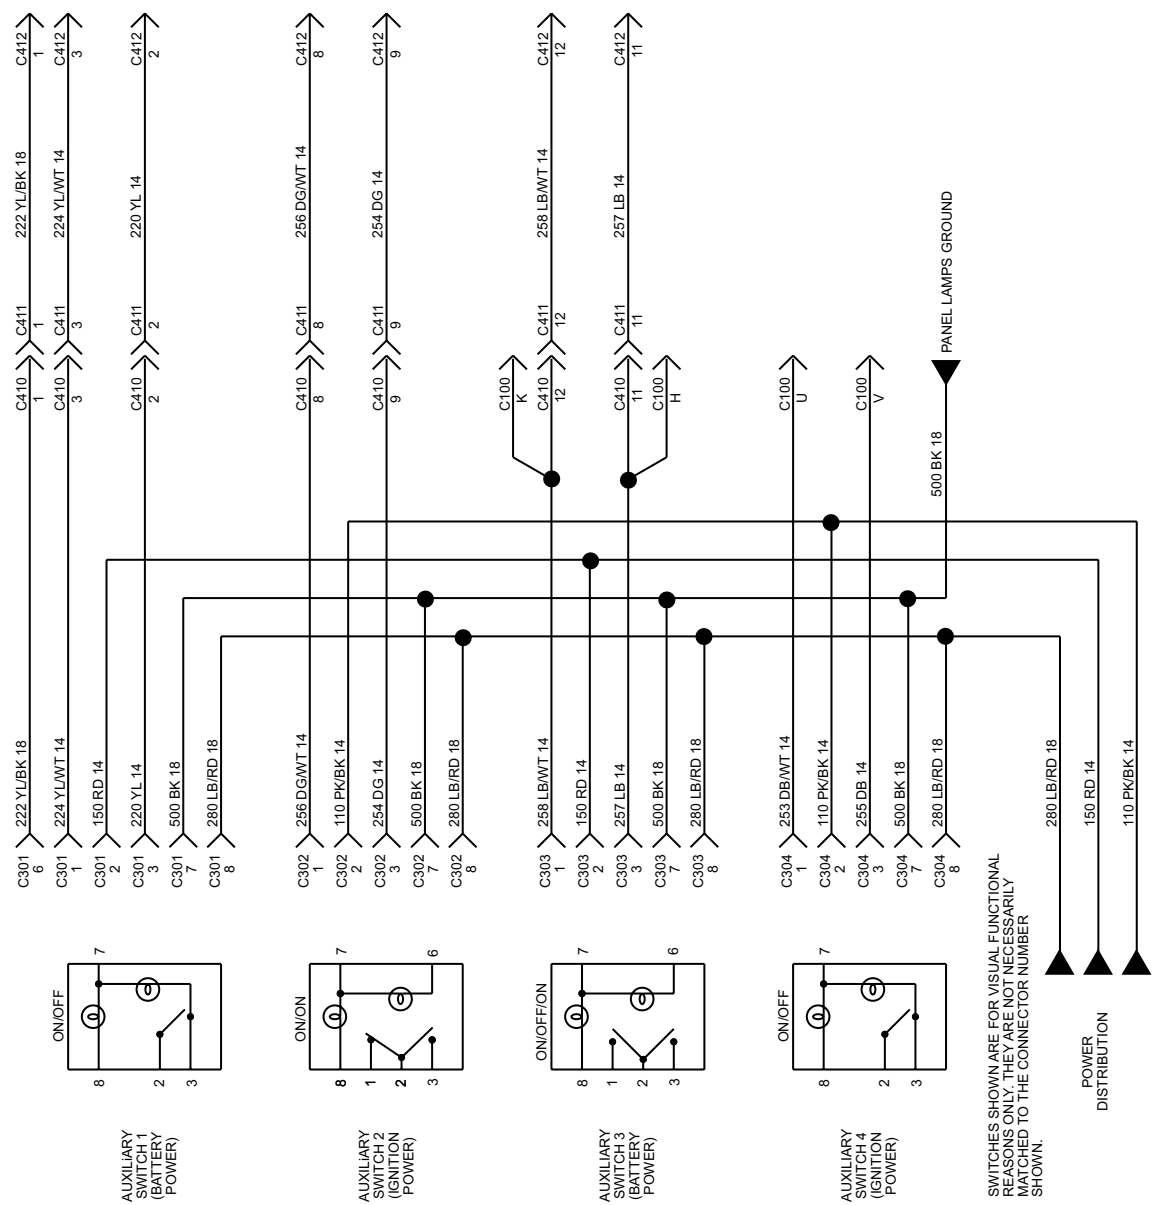 C412
1
C412
3
C412
2
C412
8
C412
9
C412
12
C412
11
222 YL/BK 18
224 YL/WT 14
220 YL 14
256 DG/WT 14
254 DG 14
258 LB/WT 14
257 LB 14
PANEL LAMPS GROUND
C411
1
C411
3
C411
2
C411
8
C411
9
C411
12
C411
11
C410
1
C410
3
C410
2
C410
8
C410
9
C100
K
C410
12
C410
11
C100
H
C100
U
C100
V
500 BK 18
222 YL/BK 18
224 YL/WT 14
150 RD 14
220 YL 14
500 BK 18
280 LB/RD 18
256 DG/WT 14
110 PK/BK 14
254 DG 14
500 BK 18
280 LB/RD 18
258 LB/WT 14
150 RD 14
257 LB 14
500 BK 18
280 LB/RD 18
253 DB/WT 14
110 PK/BK 14
255 DB 14
500 BK 18
280 LB/RD 18
280 LB/RD 18
150 RD 14
110 PK/BK 14
C301
6
C301
1
C301
2
C301
3
C301
7
C301
8
C302
1
C302
2
C302
3
C302
7
C302
8
C303
1
C303
2
C303
3
C303
7
C303
8
C304
1
C304
2
C304
3
C304
7
C304
8
ON/OFF
7
8
2
3
ON/ON
7
6
8
1
2
3
ON/OFF/ON
7
6
8
1
2
3
ON/OFF
7
8
2
3
AUXILIARY
SWITCH 1
(BATTERY
POWER)
AUXILIARY
SWITCH 2
(IGNITION
POWER)
AUXILIARY
SWITCH 3
(BATTERY
POWER)
AUXILIARY
SWITCH 4
(IGNITION
POWER)
SWITCHES SHOWN ARE FOR VISUAL FUNCTIONAL
REASONS ONLY. THEY ARE NOT NECESSARILY
MATCHED TO THE CONNECTOR NUMBER
SHOWN.
POWER
DISTRIBUTION